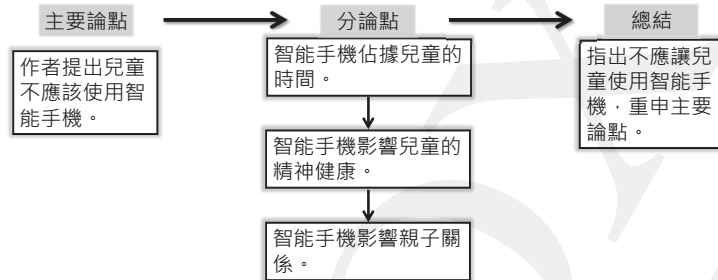 主要論點
作者提出兒童
不應該使用智
能手機。
分論點
智能手機佔據兒童的
時間。
智能手機影響兒童的
精神健康。
智能手機影響親子關
係。
總結
指出不應讓兒
童使用智能手
機，重申主要
論點。